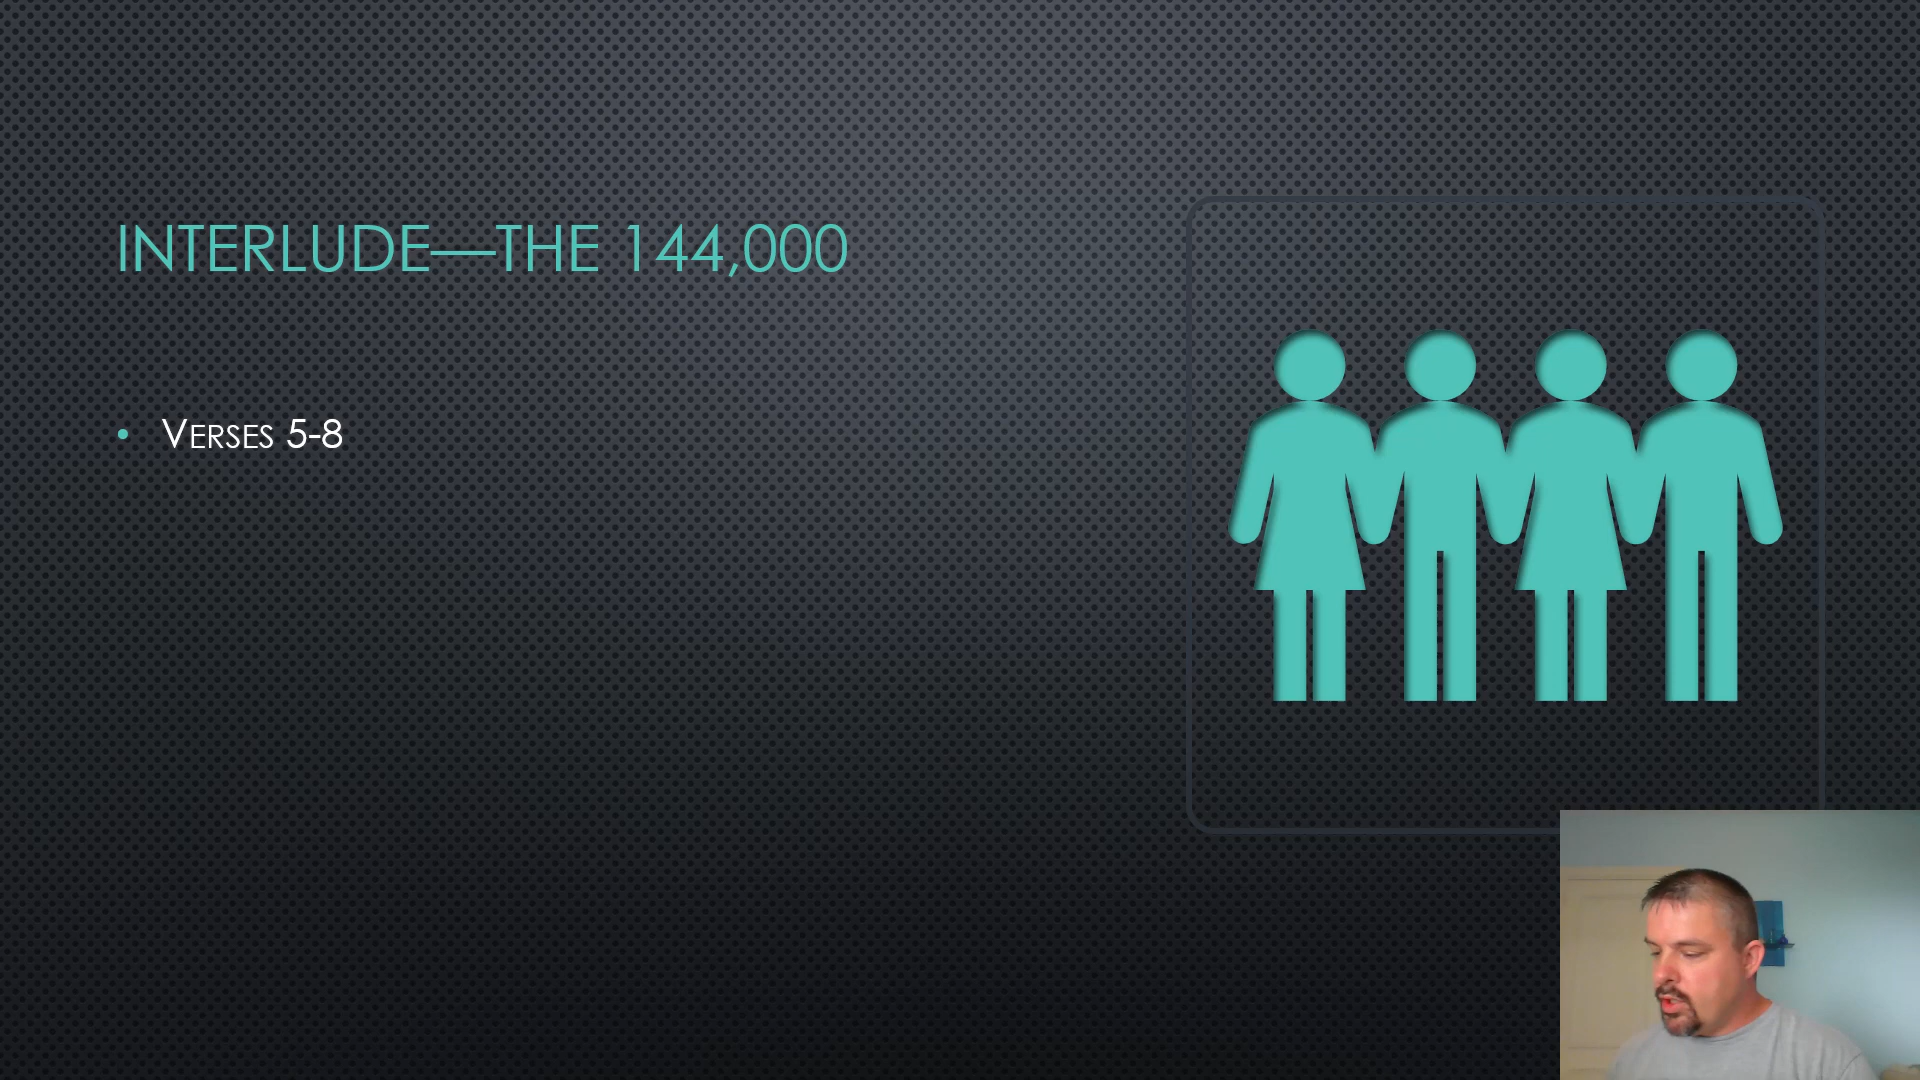 INTERLUDE—THE 144,000
• VERSES 5-8